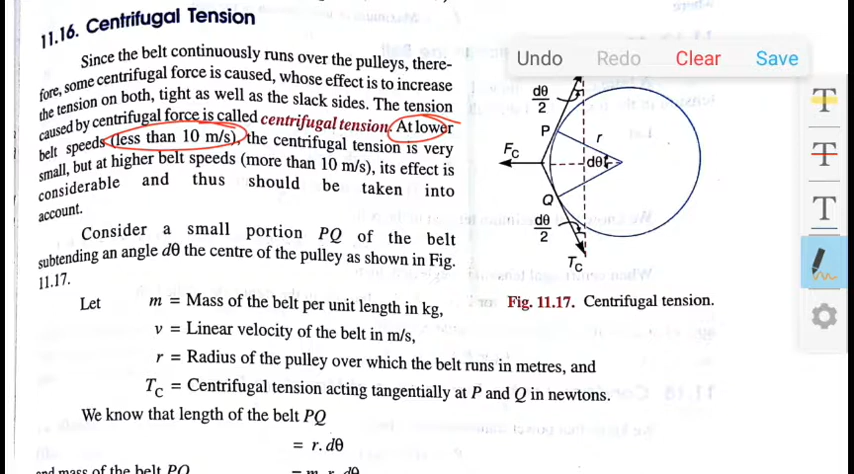 11.16. Centrifugal Tension
Since the belt continuously runs over the pulleys, there-
fore, some centrifugal force is caused, whose effect is to increase
the tension on both, tight as well as the slack sides. The tension
caused by centrifugal force is called centrifugal tension. At lower
belt speeds (less than 10 m/s), the centrifugal tension is very
small, but at higher belt speeds (more than 10 m/s), its effect is
considerable and thus should be taken into
account.
Consider a small portion PQ of the belt
subtending an angle dθ the centre of the pulley as shown in Fig.
11.17.
Let m = Mass of the belt per unit length in kg,
v = Linear velocity of the belt in m/s,
r = Radius of the pulley over which the belt runs in metres, and
T_C = Centrifugal tension acting tangentially at P and Q in newtons.
We know that length of the belt PQ
= r. dθ
and mass of the belt PQ = m. r. dθ
Undo Redo Clear Save
dθ
2
P
r
F_C
dθ
Q
dθ
2
T_C
Fig. 11.17. Centrifugal tension.
T
T
T